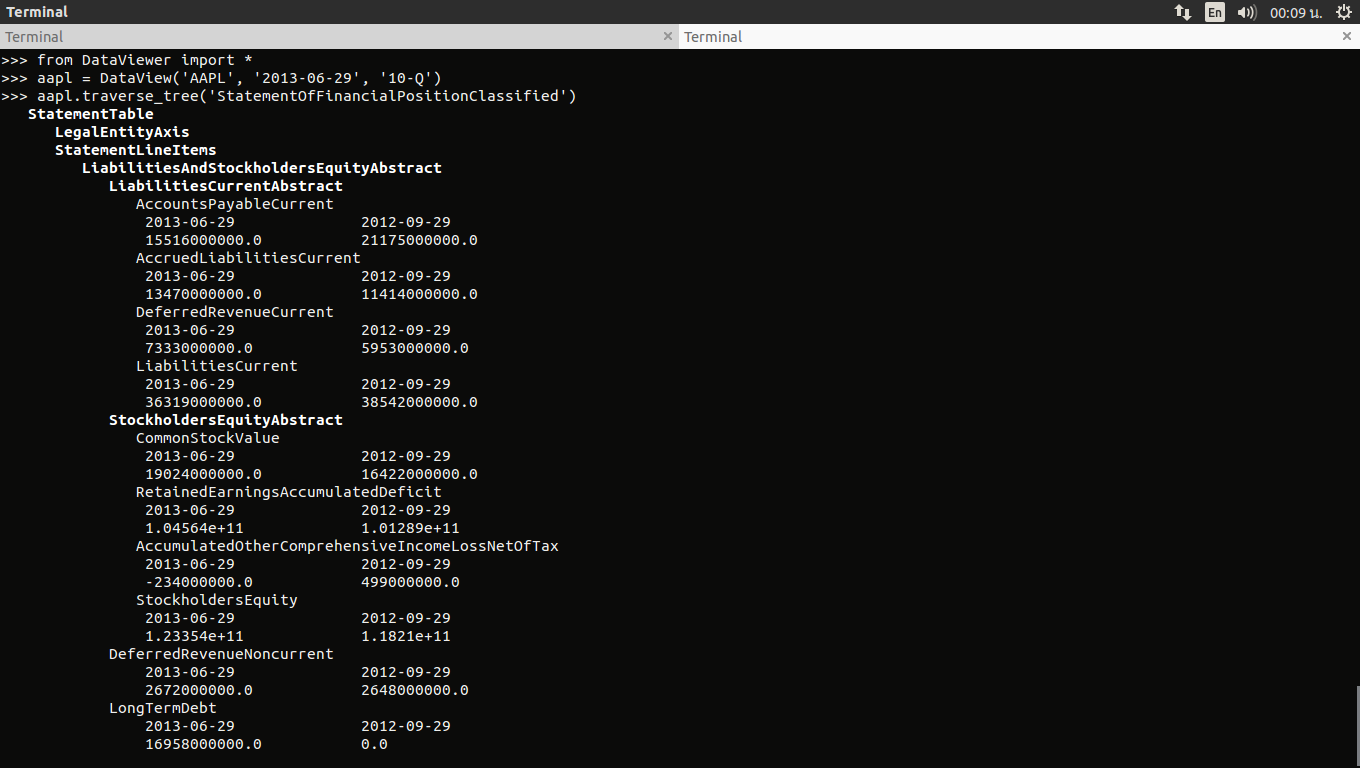 Terminal
En
00:09 น.
Terminal
Terminal
>>> from DataViewer import *
>>> aapl = DataView('AAPL', '2013-06-29', '10-Q')
>>> aapl.traverse_tree('StatementOfFinancialPositionClassified')
StatementTable
LegalEntityAxis
StatementLineItems
LiabilitiesAndStockholdersEquityAbstract
LiabilitiesCurrentAbstract
AccountsPayableCurrent
2013-06-29 2012-09-29
15516000000.0 21175000000.0
AccruedLiabilitiesCurrent
2013-06-29 2012-09-29
13470000000.0 11414000000.0
DeferredRevenueCurrent
2013-06-29 2012-09-29
7333000000.0 5953000000.0
LiabilitiesCurrent
2013-06-29 2012-09-29
36319000000.0 38542000000.0
StockholdersEquityAbstract
CommonStockValue
2013-06-29 2012-09-29
19024000000.0 16422000000.0
RetainedEarningsAccumulatedDeficit
2013-06-29 2012-09-29
1.04564e+11 1.01289e+11
AccumulatedOtherComprehensiveIncomeLossNetOfTax
2013-06-29 2012-09-29
-234000000.0 499000000.0
StockholdersEquity
2013-06-29 2012-09-29
1.23354e+11 1.1821e+11
DeferredRevenueNoncurrent
2013-06-29 2012-09-29
2672000000.0 2648000000.0
LongTermDebt
2013-06-29 2012-09-29
16958000000.0 0.0